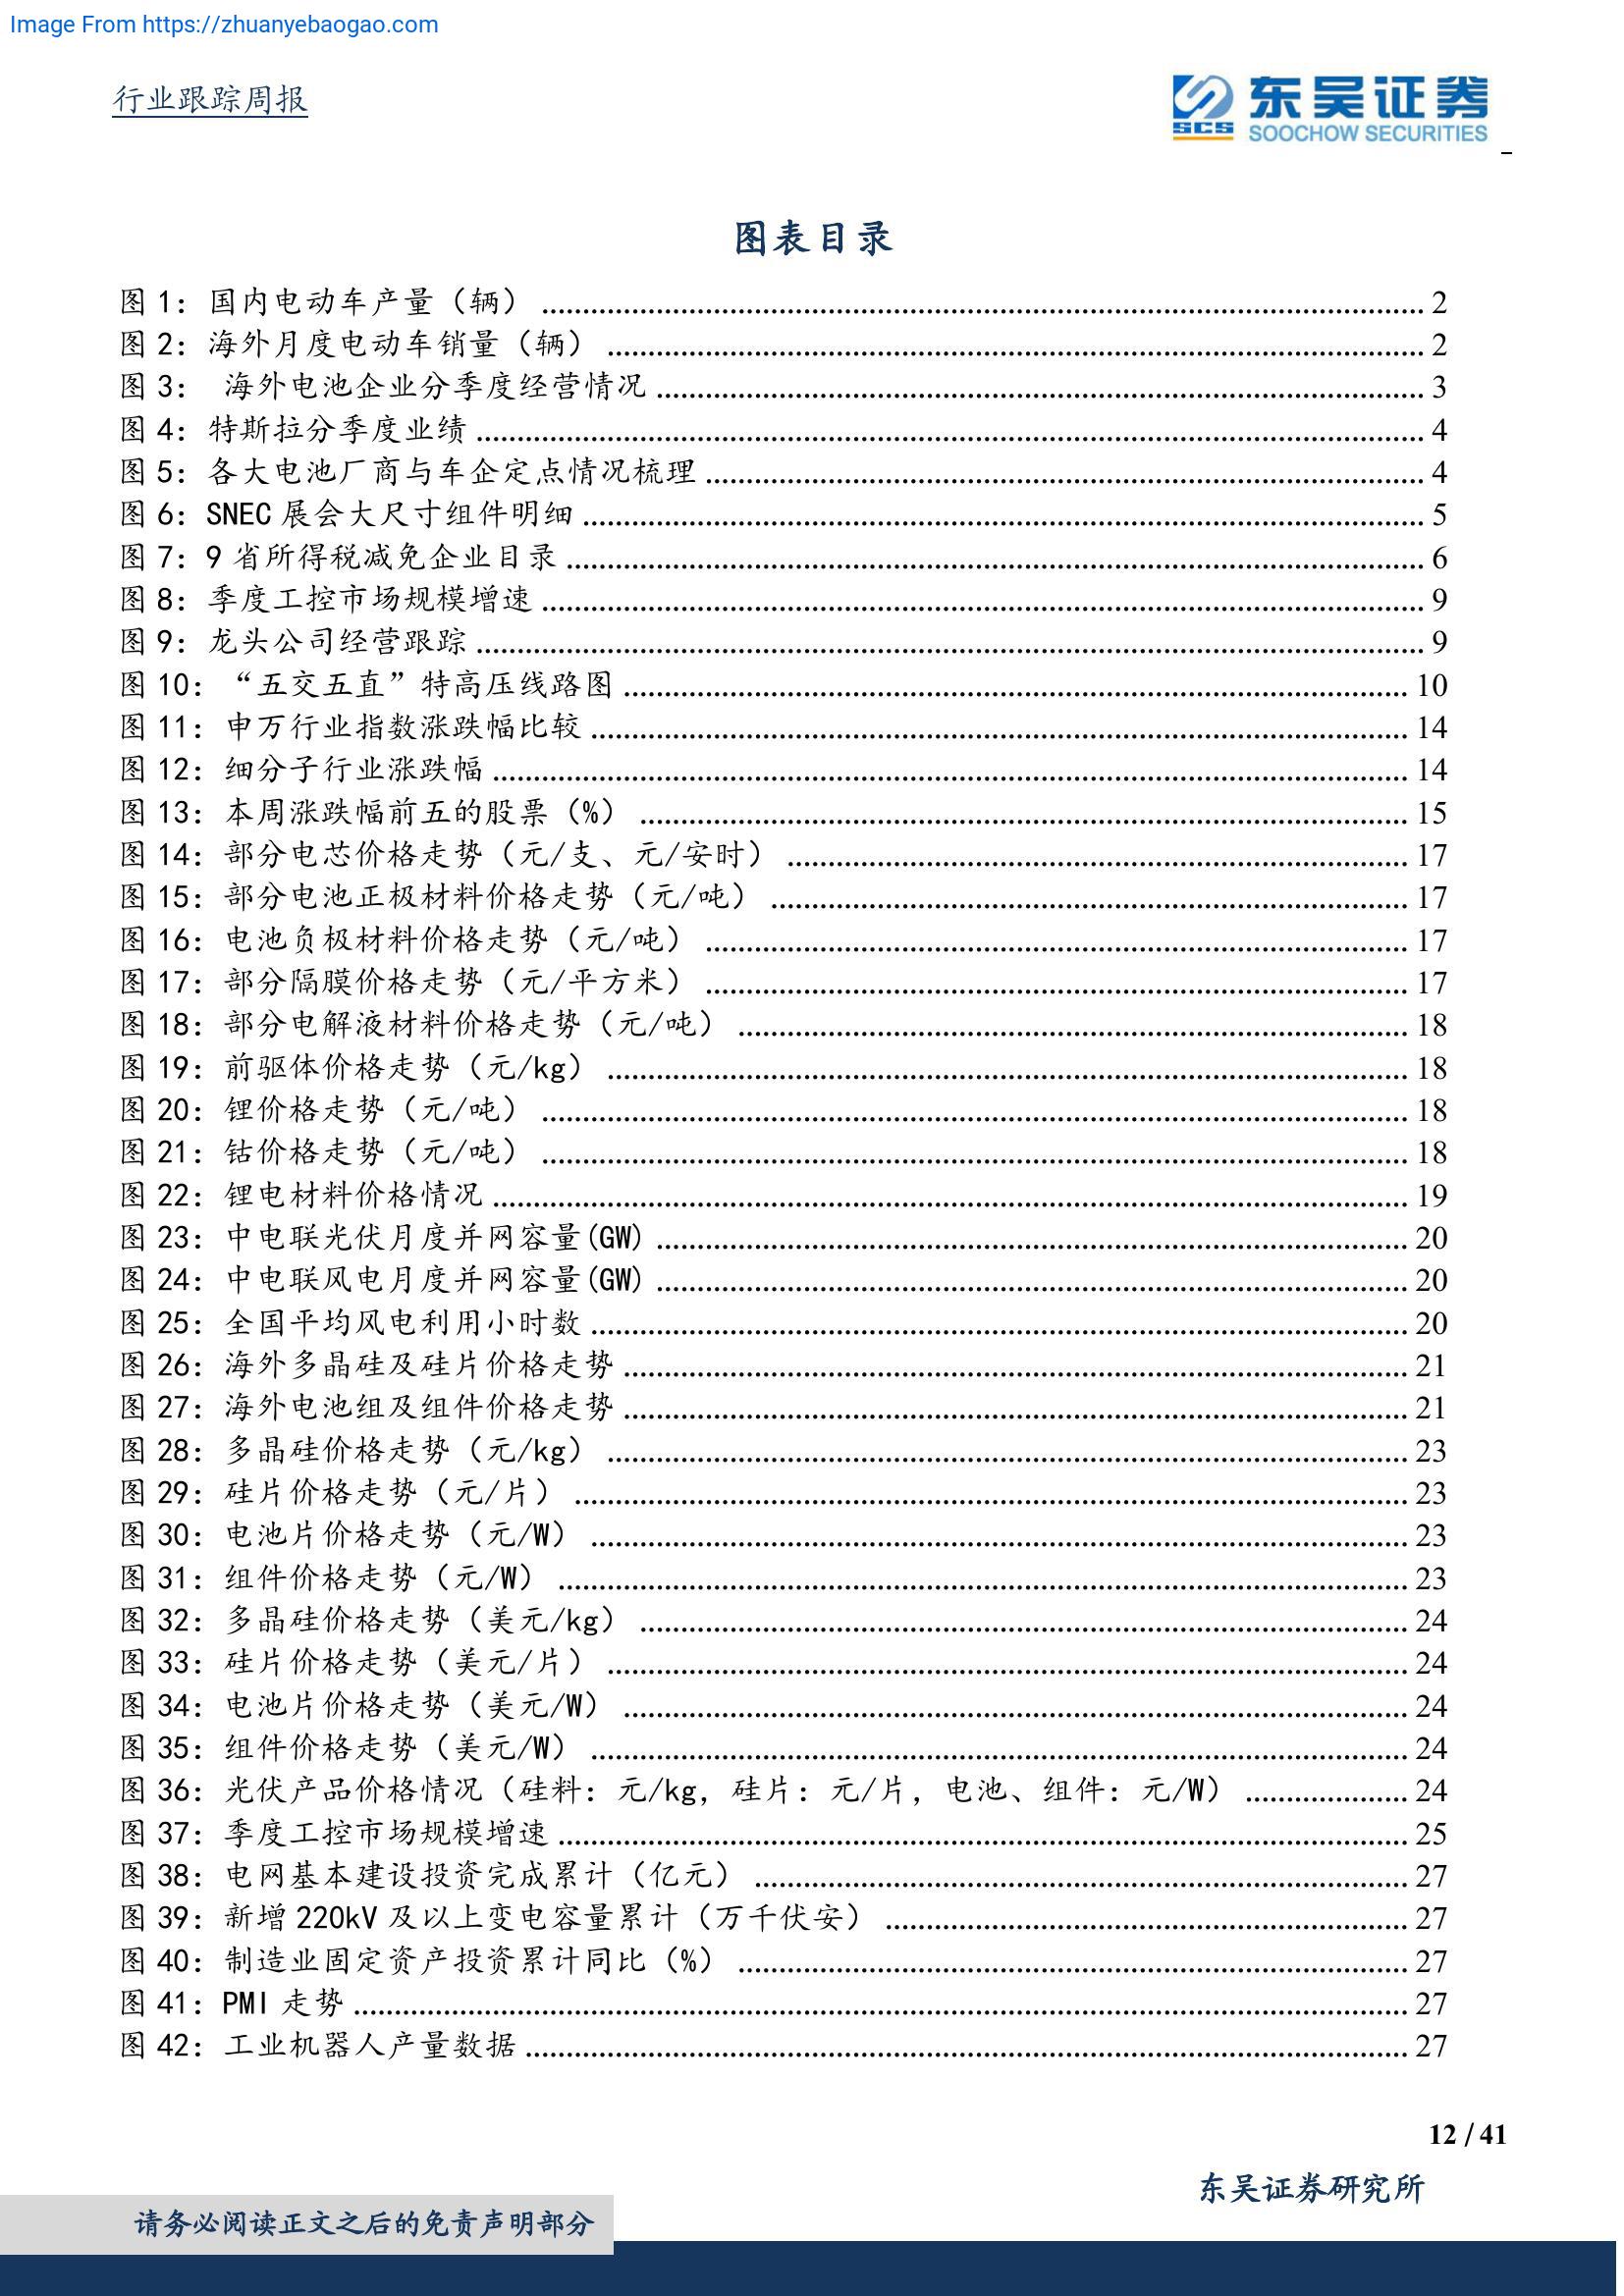 Image From https://zhuanyebaogao.com
行业跟踪周报
SCS 东吴证券
SOOCHOW SECURITIES
图表目录
图 1：国内电动车产量（辆） 2
图 2：海外月度电动车销量（辆） 2
图 3： 海外电池企业分季度经营情况 3
图 4：特斯拉分季度业绩 4
图 5：各大电池厂商与车企定点情况梳理 4
图 6：SNEC 展会大尺寸组件明细 5
图 7：9 省所得税减免企业目录 6
图 8：季度工控市场规模增速 9
图 9：龙头公司经营跟踪 9
图 10：“五交五直”特高压线路图 10
图 11：申万行业指数涨跌幅比较 14
图 12：细分子行业涨跌幅 14
图 13：本周涨跌幅前五的股票（%） 15
图 14：部分电芯价格走势（元/支、元/安时） 17
图 15：部分电池正极材料价格走势（元/吨） 17
图 16：电池负极材料价格走势（元/吨） 17
图 17：部分隔膜价格走势（元/平方米） 17
图 18：部分电解液材料价格走势（元/吨） 18
图 19：前驱体价格走势（元/kg） 18
图 20：锂价格走势（元/吨） 18
图 21：钴价格走势（元/吨） 18
图 22：锂电材料价格情况 19
图 23：中电联光伏月度并网容量(GW) 20
图 24：中电联风电月度并网容量(GW) 20
图 25：全国平均风电利用小时数 20
图 26：海外多晶硅及硅片价格走势 21
图 27：海外电池组及组件价格走势 21
图 28：多晶硅价格走势（元/kg） 23
图 29：硅片价格走势（元/片） 23
图 30：电池片价格走势（元/W） 23
图 31：组件价格走势（元/W） 23
图 32：多晶硅价格走势（美元/kg） 24
图 33：硅片价格走势（美元/片） 24
图 34：电池片价格走势（美元/W） 24
图 35：组件价格走势（美元/W） 24
图 36：光伏产品价格情况（硅料：元/kg，硅片：元/片，电池、组件：元/W） 24
图 37：季度工控市场规模增速 25
图 38：电网基本建设投资完成累计（亿元） 27
图 39：新增 220kV 及以上变电容量累计（万千伏安） 27
图 40：制造业固定资产投资累计同比（%） 27
图 41：PMI 走势 27
图 42：工业机器人产量数据 27
12 / 41
东吴证券研究所
请务必阅读正文之后的免责声明部分